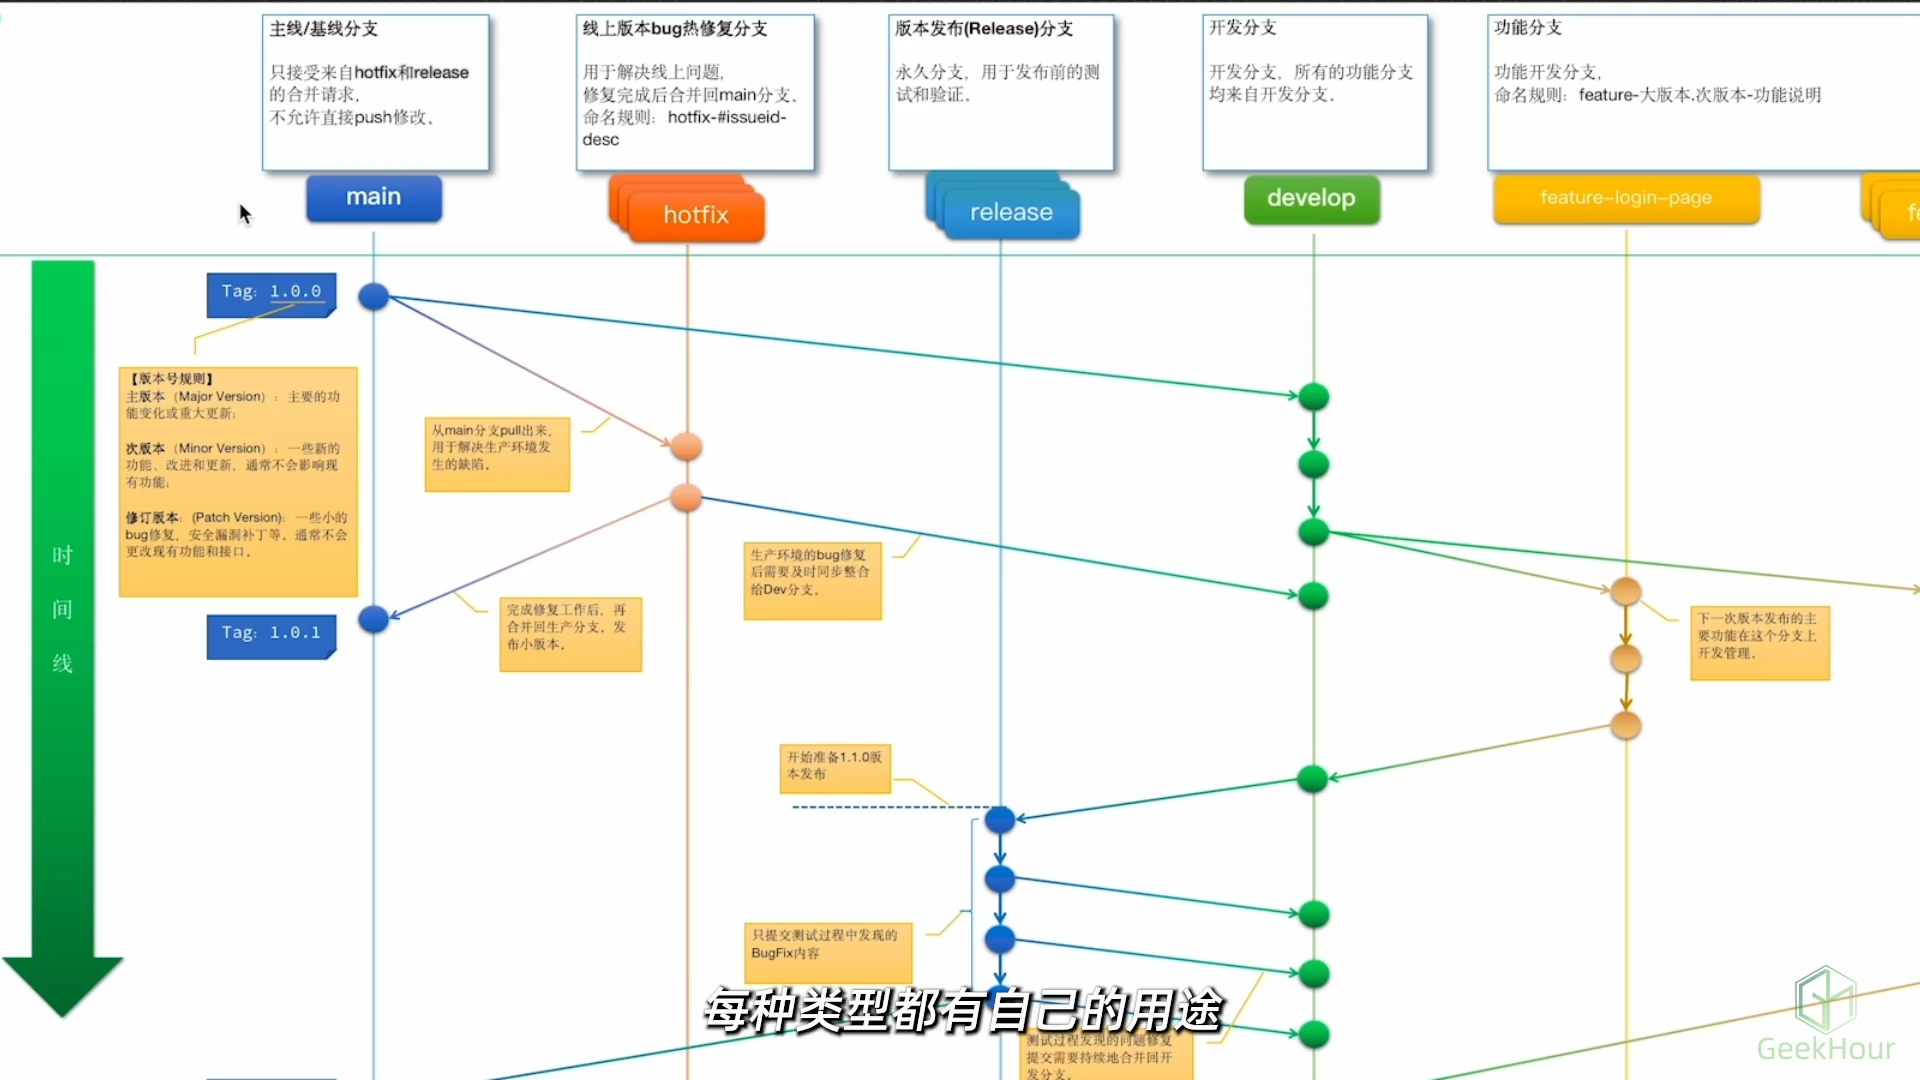 主线/基线分支
只接受来自hotfix和release
的合并请求，
不允许直接push修改。
线上版本bug热修复分支
用于解决线上问题，
修复完成后合并回main分支。
命名规则：hotfix-#issueid-
desc
版本发布(Release)分支
永久分支，用于发布前的测
试和验证。
开发分支
开发分支，所有的功能分支
均来自开发分支。
功能分支
功能开发分支，
命名规则：feature-大版本.次版本-功能说明
main
hotfix
release
develop
feature-login-page
Tag: 1.0.0
【版本号规则】
主版本（Major Version）：主要的功
能变化或重大更新；
次版本（Minor Version）：一些新的
功能、改进和更新，通常不会影响现
有功能；
修订版本：(Patch Version)：一些小的
bug修复，安全漏洞补丁等。通常不会
更改现有功能和接口。
从main分支pull出来，
用于解决生产环境发
生的缺陷。
生产环境的bug修复
后需要及时同步整合
给Dev分支。
完成修复工作后，再
合并回生产分支。发
布小版本。
Tag: 1.0.1
下一次版本发布的主
要功能在这个分支上
开发管理。
时
间
线
开始准备1.1.0版
本发布
只提交测试过程中发现的
BugFix内容
测试过程发现的问题修复
提交需要持续地合并回开
发分支。
每种类型都有自己的用途
GeekHour